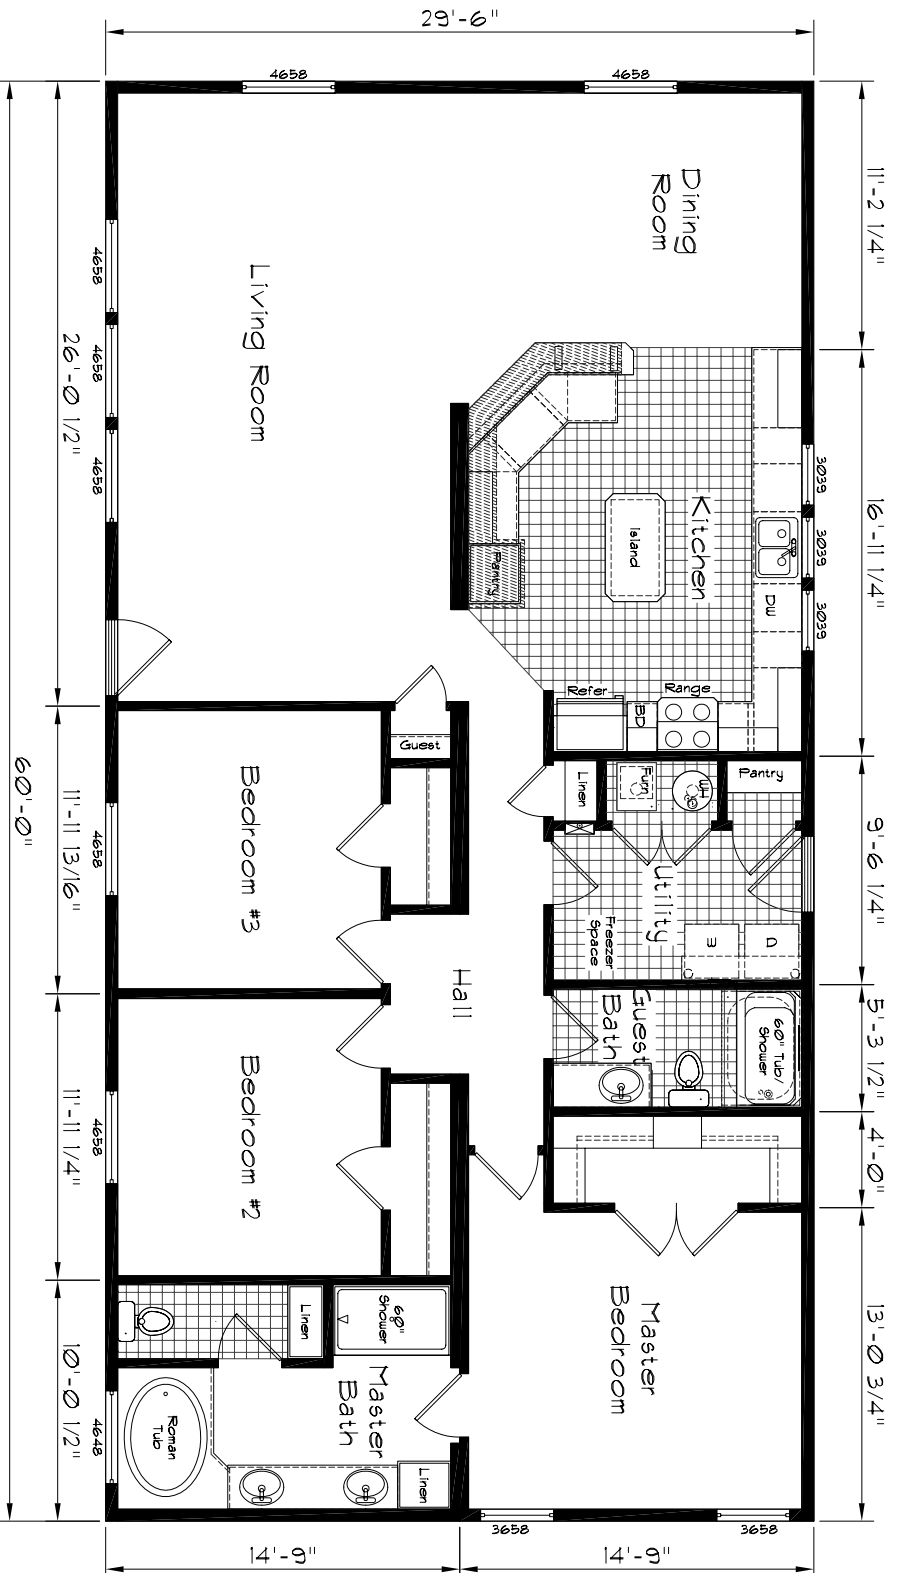 29'-6"
4658
4658
11'-2 1/4"
Dining
Room
Living Room
4658
4658
4658
26'-0 1/2"
60'-0"
3039
3039
3039
16'-11 1/4"
Kitchen
Island
Pantry
DW
Refer
BD
Range
Guest
Linen
Furn
WH
Pantry
Utility
Freezer
Space
W
D
9'-6 1/4"
Bedroom #3
4658
11'-11 13/16"
Hall
Guest
Bath
60" Tub/
Shower
5'-3 1/2"
4'-0"
Bedroom #2
4658
11'-11 1/4"
Master
Bedroom
13'-0 3/4"
Linen
60"
Shower
Master
Bath
Roman
Tub
Linen
4648
10'-0 1/2"
3658
3658
14'-9"
14'-9"